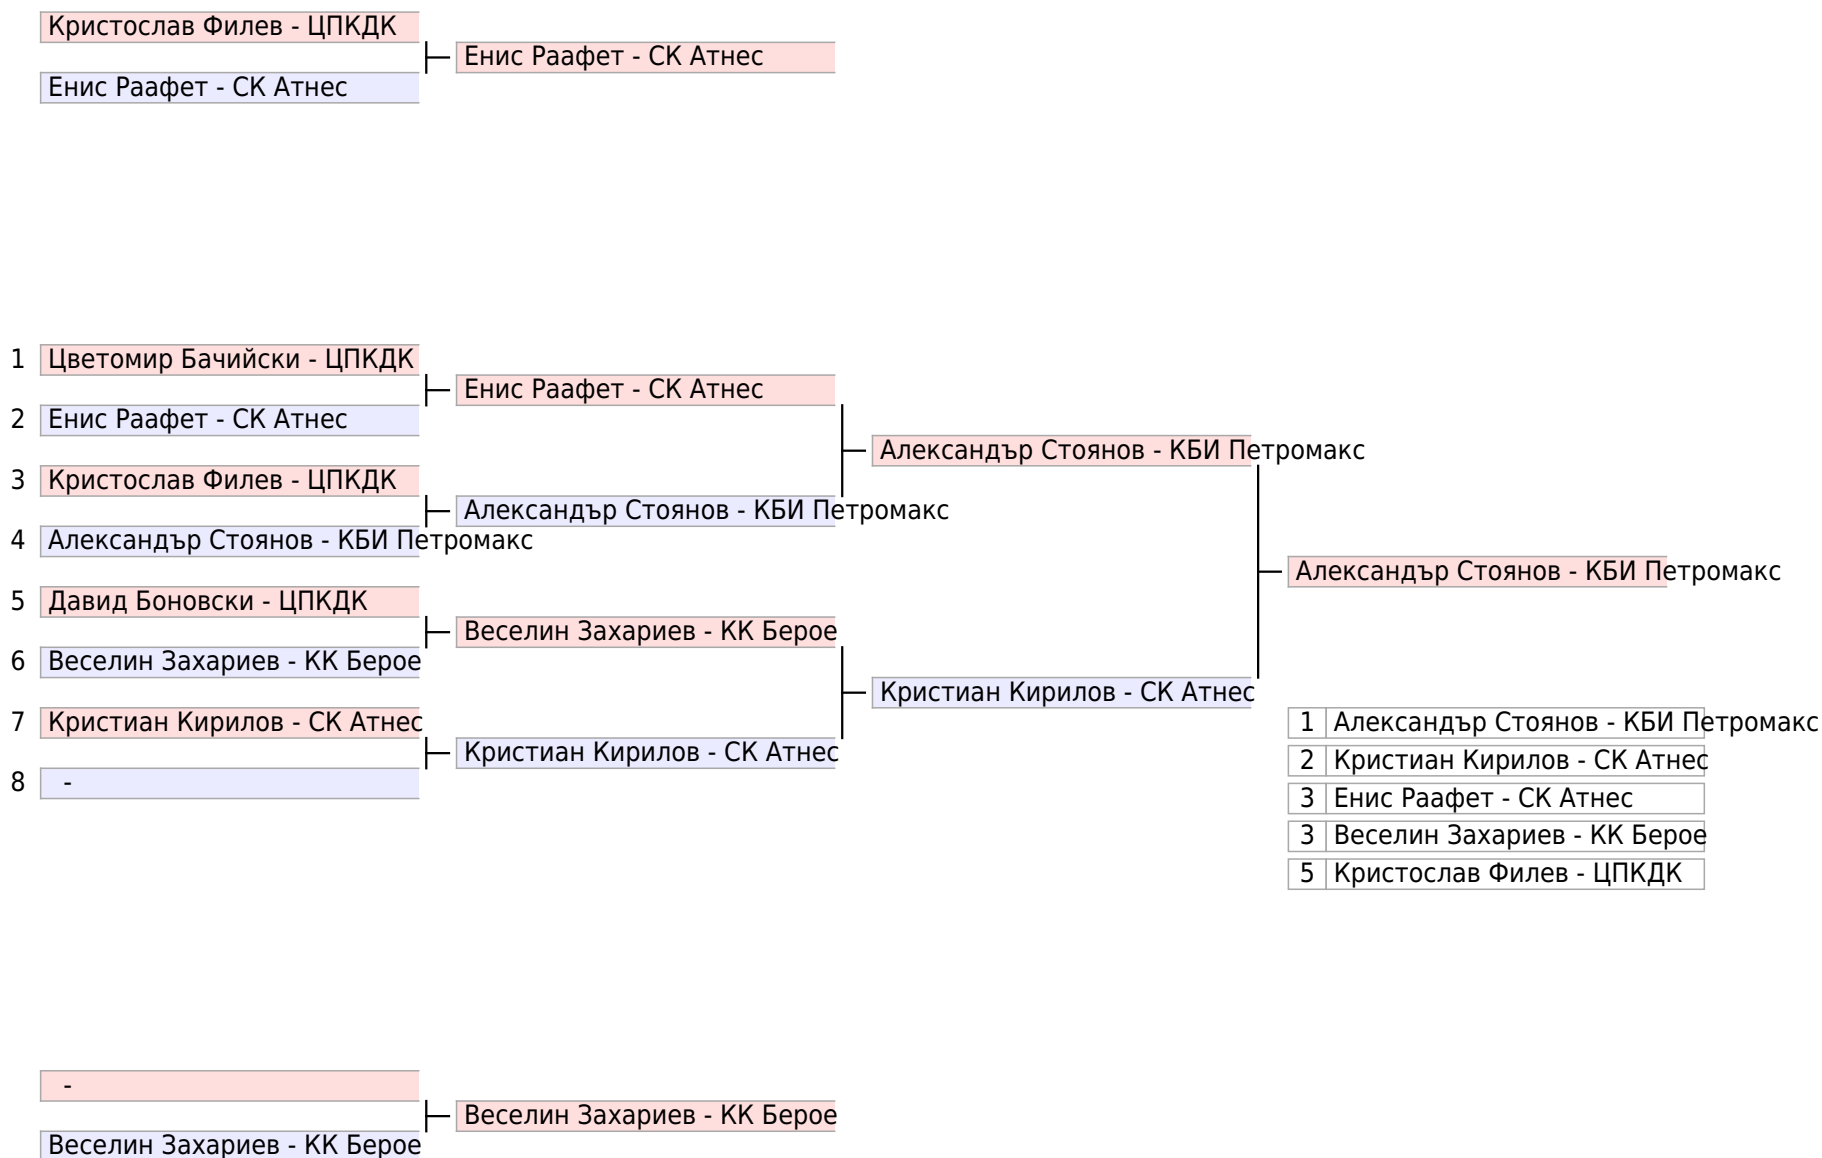 Кристослав Филев - ЦПКДК
Енис Раафет - СК Атнес
Енис Раафет - СК Атнес
1 Цветомир Бачийски - ЦПКДК
Енис Раафет - СК Атнес
2 Енис Раафет - СК Атнес
Александър Стоянов - КБИ Петромакс
3 Кристослав Филев - ЦПКДК
Александър Стоянов - КБИ Петромакс
4 Александър Стоянов - КБИ Петромакс
Александър Стоянов - КБИ Петромакс
5 Давид Боновски - ЦПКДК
Веселин Захариев - КК Берое
6 Веселин Захариев - КК Берое
Кристиан Кирилов - СК Атнес
7 Кристиан Кирилов - СК Атнес
Кристиан Кирилов - СК Атнес
8 -
1 Александър Стоянов - КБИ Петромакс
2 Кристиан Кирилов - СК Атнес
3 Енис Раафет - СК Атнес
3 Веселин Захариев - КК Берое
5 Кристослав Филев - ЦПКДК
-
Веселин Захариев - КК Берое
Веселин Захариев - КК Берое